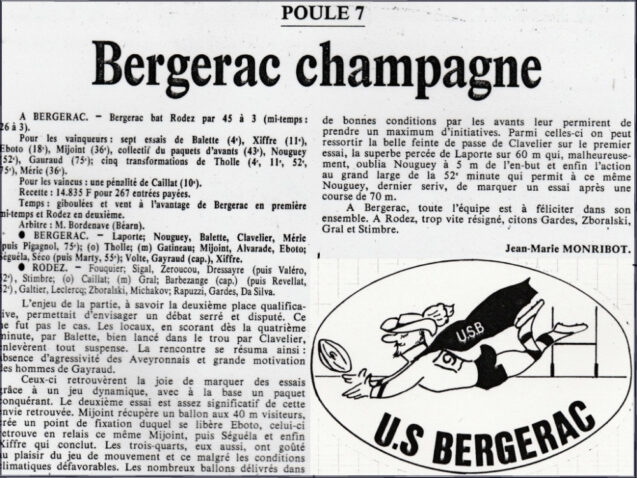 POULE 7
Bergerac champagne
A BERGERAC. - Bergerac bat Rodez par 45 à 3 (mi-temps:
26 à 3).
Pour les vainqueurs : sept essais de Balette (4e), Xiffre (11e),
Eboto (18e), Mijoint (36e), collectif du paquets d'avants (43e), Nouguey
(52e), Gauraud (75e); cinq transformations de Tholle (4e, 11e, 52e,
75e), Méric (36e).
Pour les vaincus : une pénalité de Caillat (10e).
Recette : 14.835 F pour 267 entrées payées.
Temps : giboulées et vent à l'avantage de Bergerac en première
mi-temps et Rodez en deuxième.
Arbitre : M. Bordenave (Béarn).
● BERGERAC. - Laporte; Nouguey, Balette, Clavelier, Méric
(puis Pigagnol, 75e); (o) Tholle; (m) Gatineau; Mijoint, Alvarade, Eboto;
Séguéla, Séco (puis Marty, 55e); Volte, Gayraud (cap.), Xiffre.
● RODEZ. - Fouquier; Sigal, Zeroucou, Dressayre (puis Valéro,
52e), Stimbre; (o) Caillat; (m) Gral; Barbezange (cap.) (puis Revellat,
52e), Galtier, Leclercq; Zboralski, Michakov; Rapuzzi, Gardes, Da Silva.
L'enjeu de la partie, à savoir la deuxième place qualifica-
tive, permettait d'envisager un débat serré et disputé. Ce
ne fut pas le cas. Les locaux, en scorant dès la quatrième
minute, par Balette, bien lancé dans le trou par Clavelier,
enlevèrent tout suspense. La rencontre se résuma ainsi :
absence d'agressivité des Aveyronnais et grande motivation
des hommes de Gayraud.
Ceux-ci retrouvèrent la joie de marquer des essais
grâce à un jeu dynamique, avec à la base un paquet
conquérant. Le deuxième essai est assez significatif de cette
envie retrouvée. Mijoint récupère un ballon aux 40 m visiteurs,
crée un point de fixation duquel se libère Eboto, celui-ci
retrouve en relais ce même Mijoint, puis Séguéla et enfin
Xiffre qui conclut. Les trois-quarts, eux aussi, ont goûté
au plaisir du jeu de mouvement et ce malgré les conditions
climatiques défavorables. Les nombreux ballons délivrés dans
de bonnes conditions par les avants leur permirent de
prendre un maximum d'initiatives. Parmi celles-ci on peut
ressortir la belle feinte de passe de Clavelier sur le premier
essai, la superbe percée de Laporte sur 60 m qui, malheureuse-
ment, oublia Nouguey à 5 m de l'en-but et enfin l'action
au grand large de la 52e minute qui permit à ce même
Nouguey, dernier seriv, de marquer un essai après une
course de 70 m.
A Bergerac, toute l'équipe est à féliciter dans son
ensemble. A Rodez, trop vite résigné, citons Gardes, Zboralski,
Gral et Stimbre.
Jean-Marie MONRIBOT.
U.S.B
U.S BERGERAC